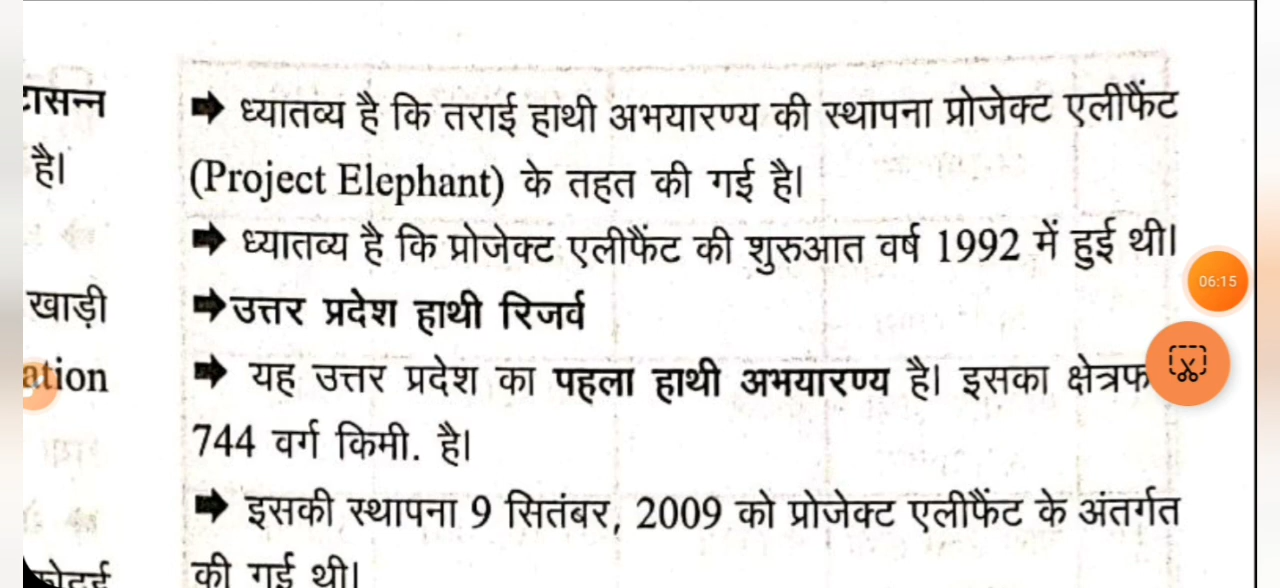 है।
खाड़ी
ation
➡ ध्यातव्य है कि तराई हाथी अभयारण्य की स्थापना प्रोजेक्ट एलीफैंट
(Project Elephant) के तहत की गई है।
➡ ध्यातव्य है कि प्रोजेक्ट एलीफैंट की शुरुआत वर्ष 1992 में हुई थी।
➡उत्तर प्रदेश हाथी रिजर्व
➡ यह उत्तर प्रदेश का पहला हाथी अभयारण्य है। इसका
744 वर्ग किमी. है।
➡ इसकी स्थापना 9 सितंबर, 2009 को प्रोजेक्ट एलीफैंट के अंतर्गत
की गई थी।
06:15